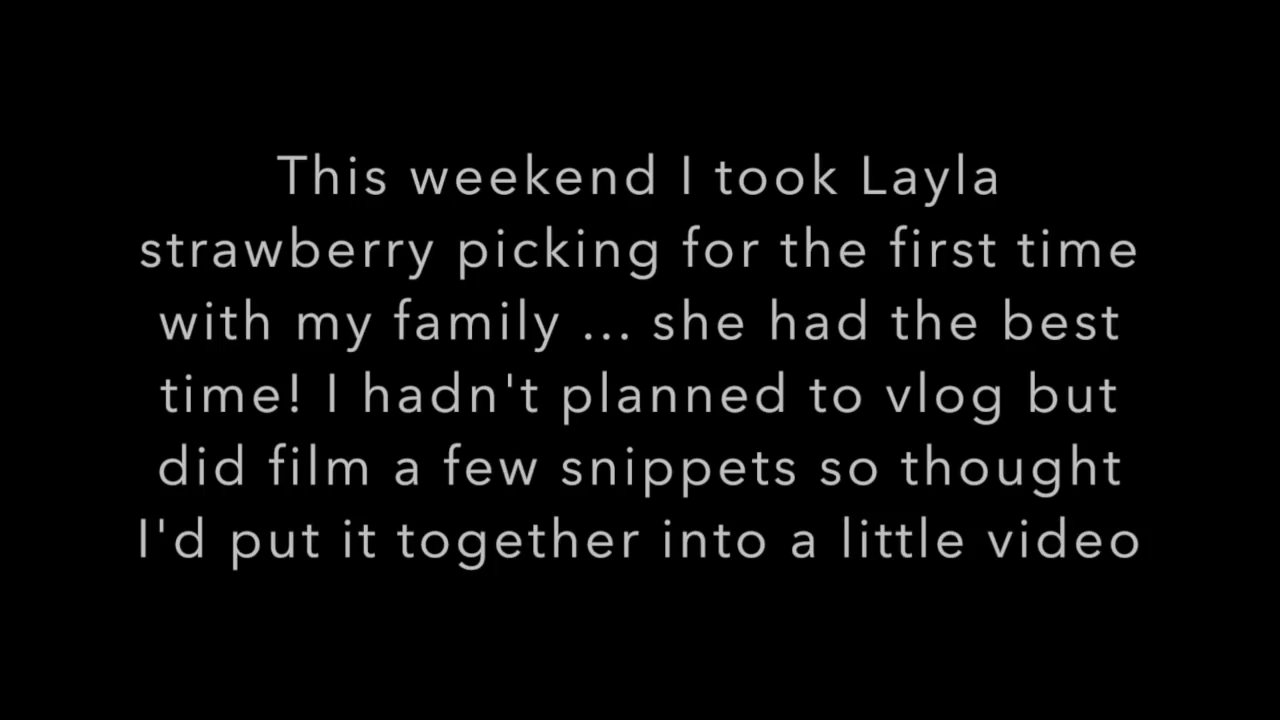 This weekend I took Layla
strawberry picking for the first time
with my family ... she had the best
time! I hadn't planned to vlog but
did film a few snippets so thought
I'd put it together into a little video